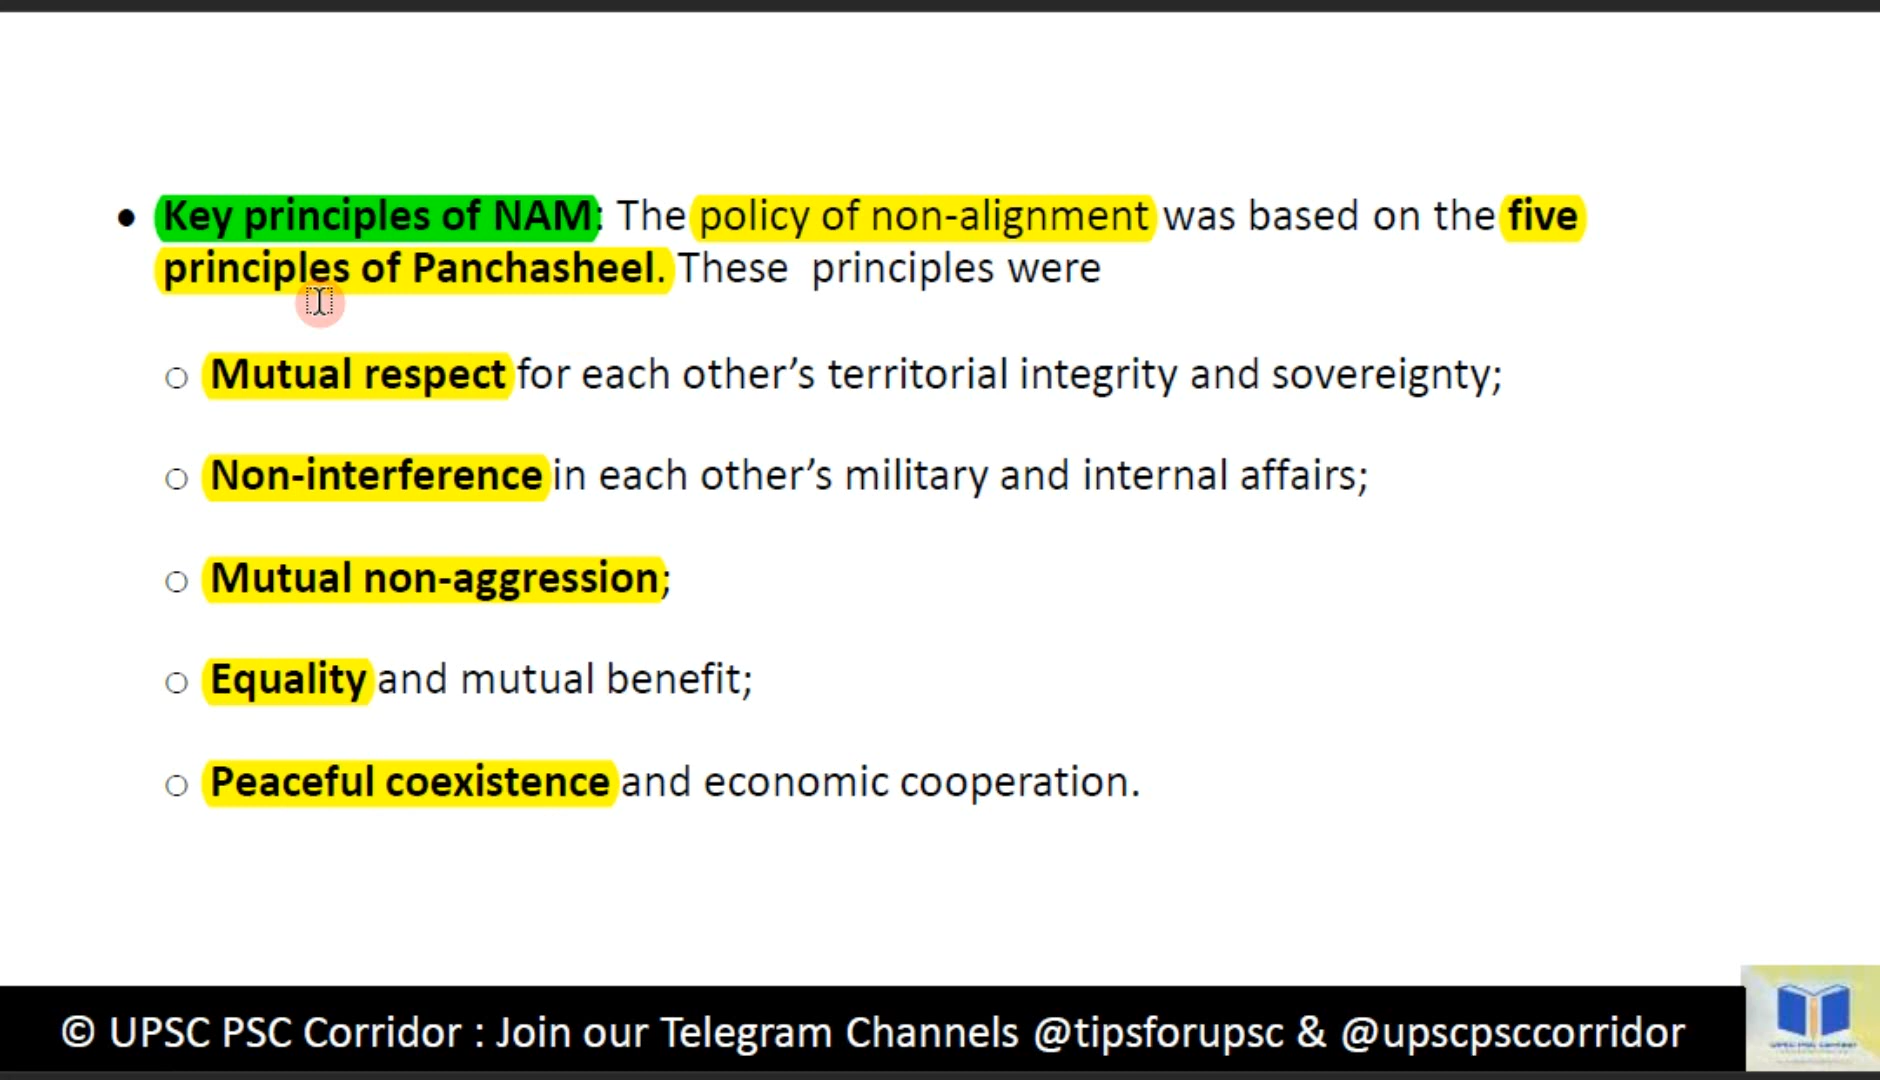 • Key principles of NAM: The policy of non-alignment was based on the five
principles of Panchasheel. These principles were
○ Mutual respect for each other’s territorial integrity and sovereignty;
○ Non-interference in each other’s military and internal affairs;
○ Mutual non-aggression;
○ Equality and mutual benefit;
○ Peaceful coexistence and economic cooperation.
© UPSC PSC Corridor : Join our Telegram Channels @tipsforupsc & @upscpsccorridor
UPSC PSC Corridor